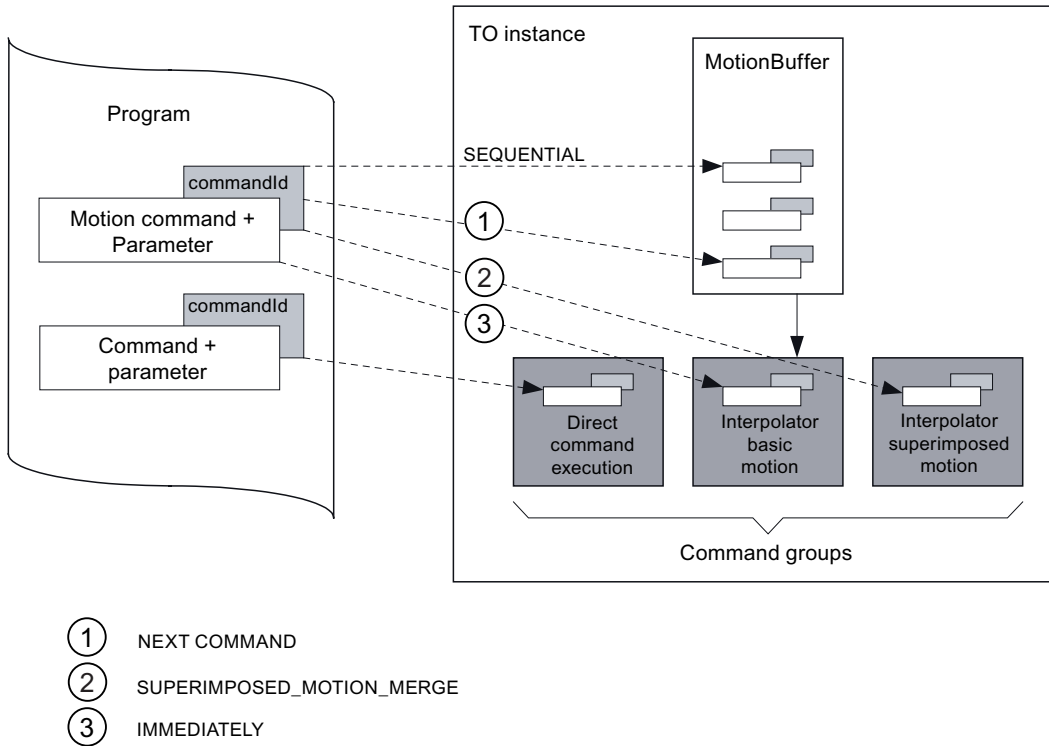 TO instance
MotionBuffer
Program
SEQUENTIAL
commandId
Motion command +
Parameter
1
2
3
commandId
Command +
parameter
Direct
command
execution
Interpolator
basic
motion
Interpolator
superimposed
motion
Command groups
1 NEXT COMMAND
2 SUPERIMPOSED_MOTION_MERGE
3 IMMEDIATELY